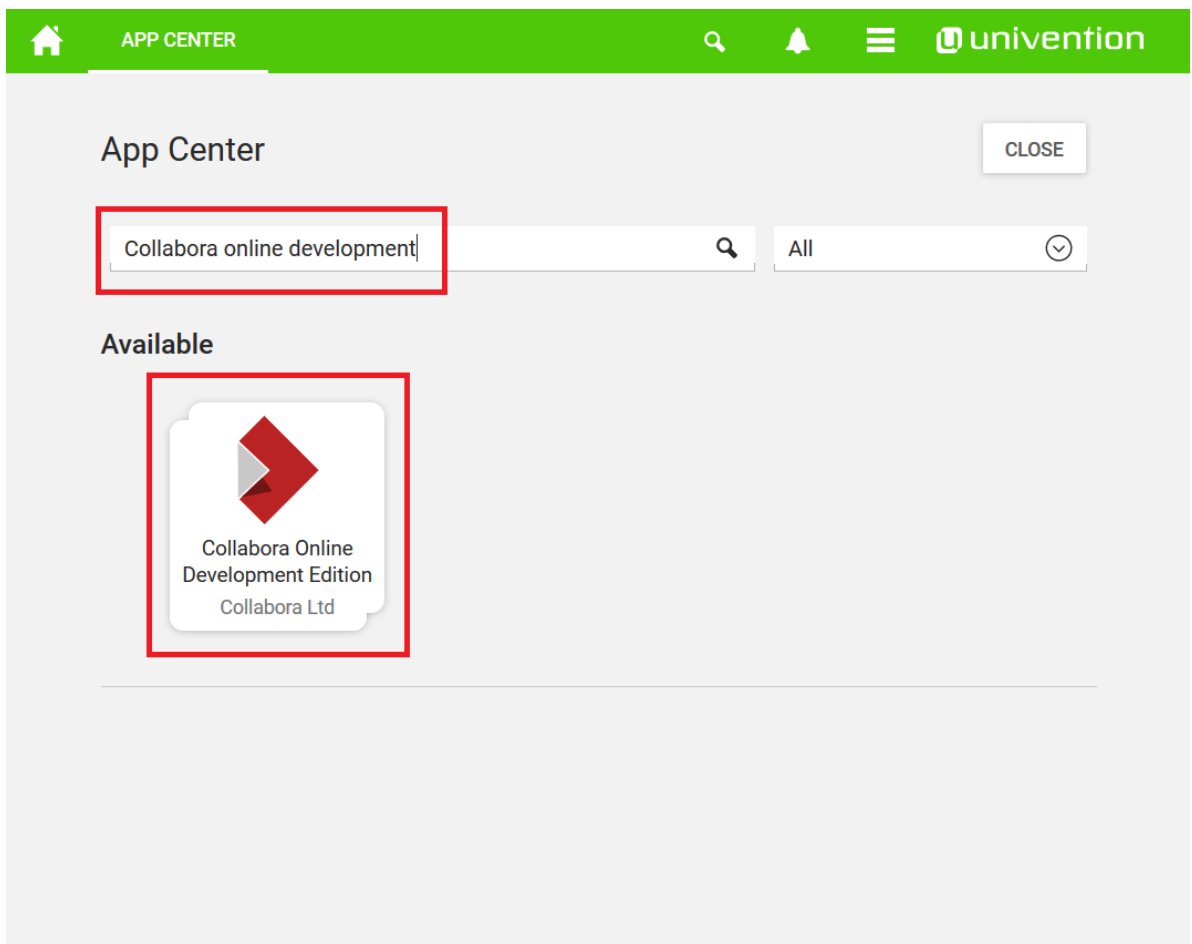 APP CENTER
univention
App Center
CLOSE
Collabora online development
All
Available
Collabora Online
Development Edition
Collabora Ltd